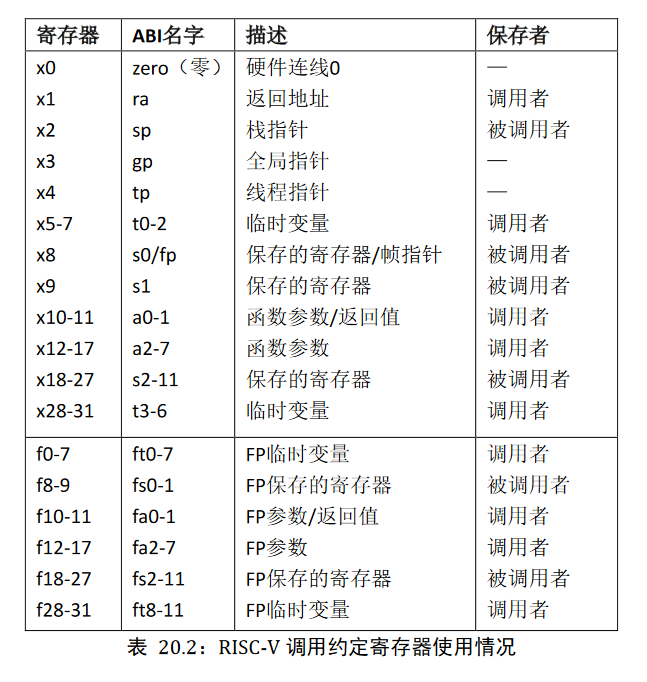 寄存器 ABI名字 描述 保存者
x0 zero（零） 硬件连线0 —
x1 ra 返回地址 调用者
x2 sp 栈指针 被调用者
x3 gp 全局指针 —
x4 tp 线程指针 —
x5-7 t0-2 临时变量 调用者
x8 s0/fp 保存的寄存器/帧指针 被调用者
x9 s1 保存的寄存器 被调用者
x10-11 a0-1 函数参数/返回值 调用者
x12-17 a2-7 函数参数 调用者
x18-27 s2-11 保存的寄存器 被调用者
x28-31 t3-6 临时变量 调用者
f0-7 ft0-7 FP临时变量 调用者
f8-9 fs0-1 FP保存的寄存器 被调用者
f10-11 fa0-1 FP参数/返回值 调用者
f12-17 fa2-7 FP参数 调用者
f18-27 fs2-11 FP保存的寄存器 被调用者
f28-31 ft8-11 FP临时变量 调用者
表 20.2：RISC-V 调用约定寄存器使用情况